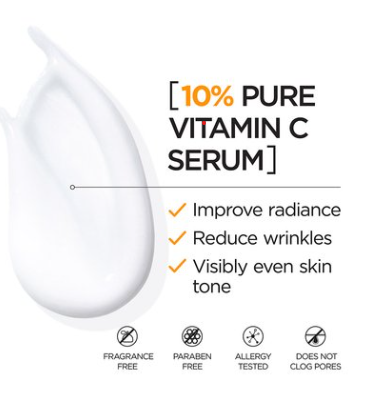 [10% PURE
VITAMIN C
SERUM]
Improve radiance
Reduce wrinkles
Visibly even skin
tone
FRAGRANCE
FREE
PARABEN
FREE
ALLERGY
TESTED
DOES NOT
CLOG PORES